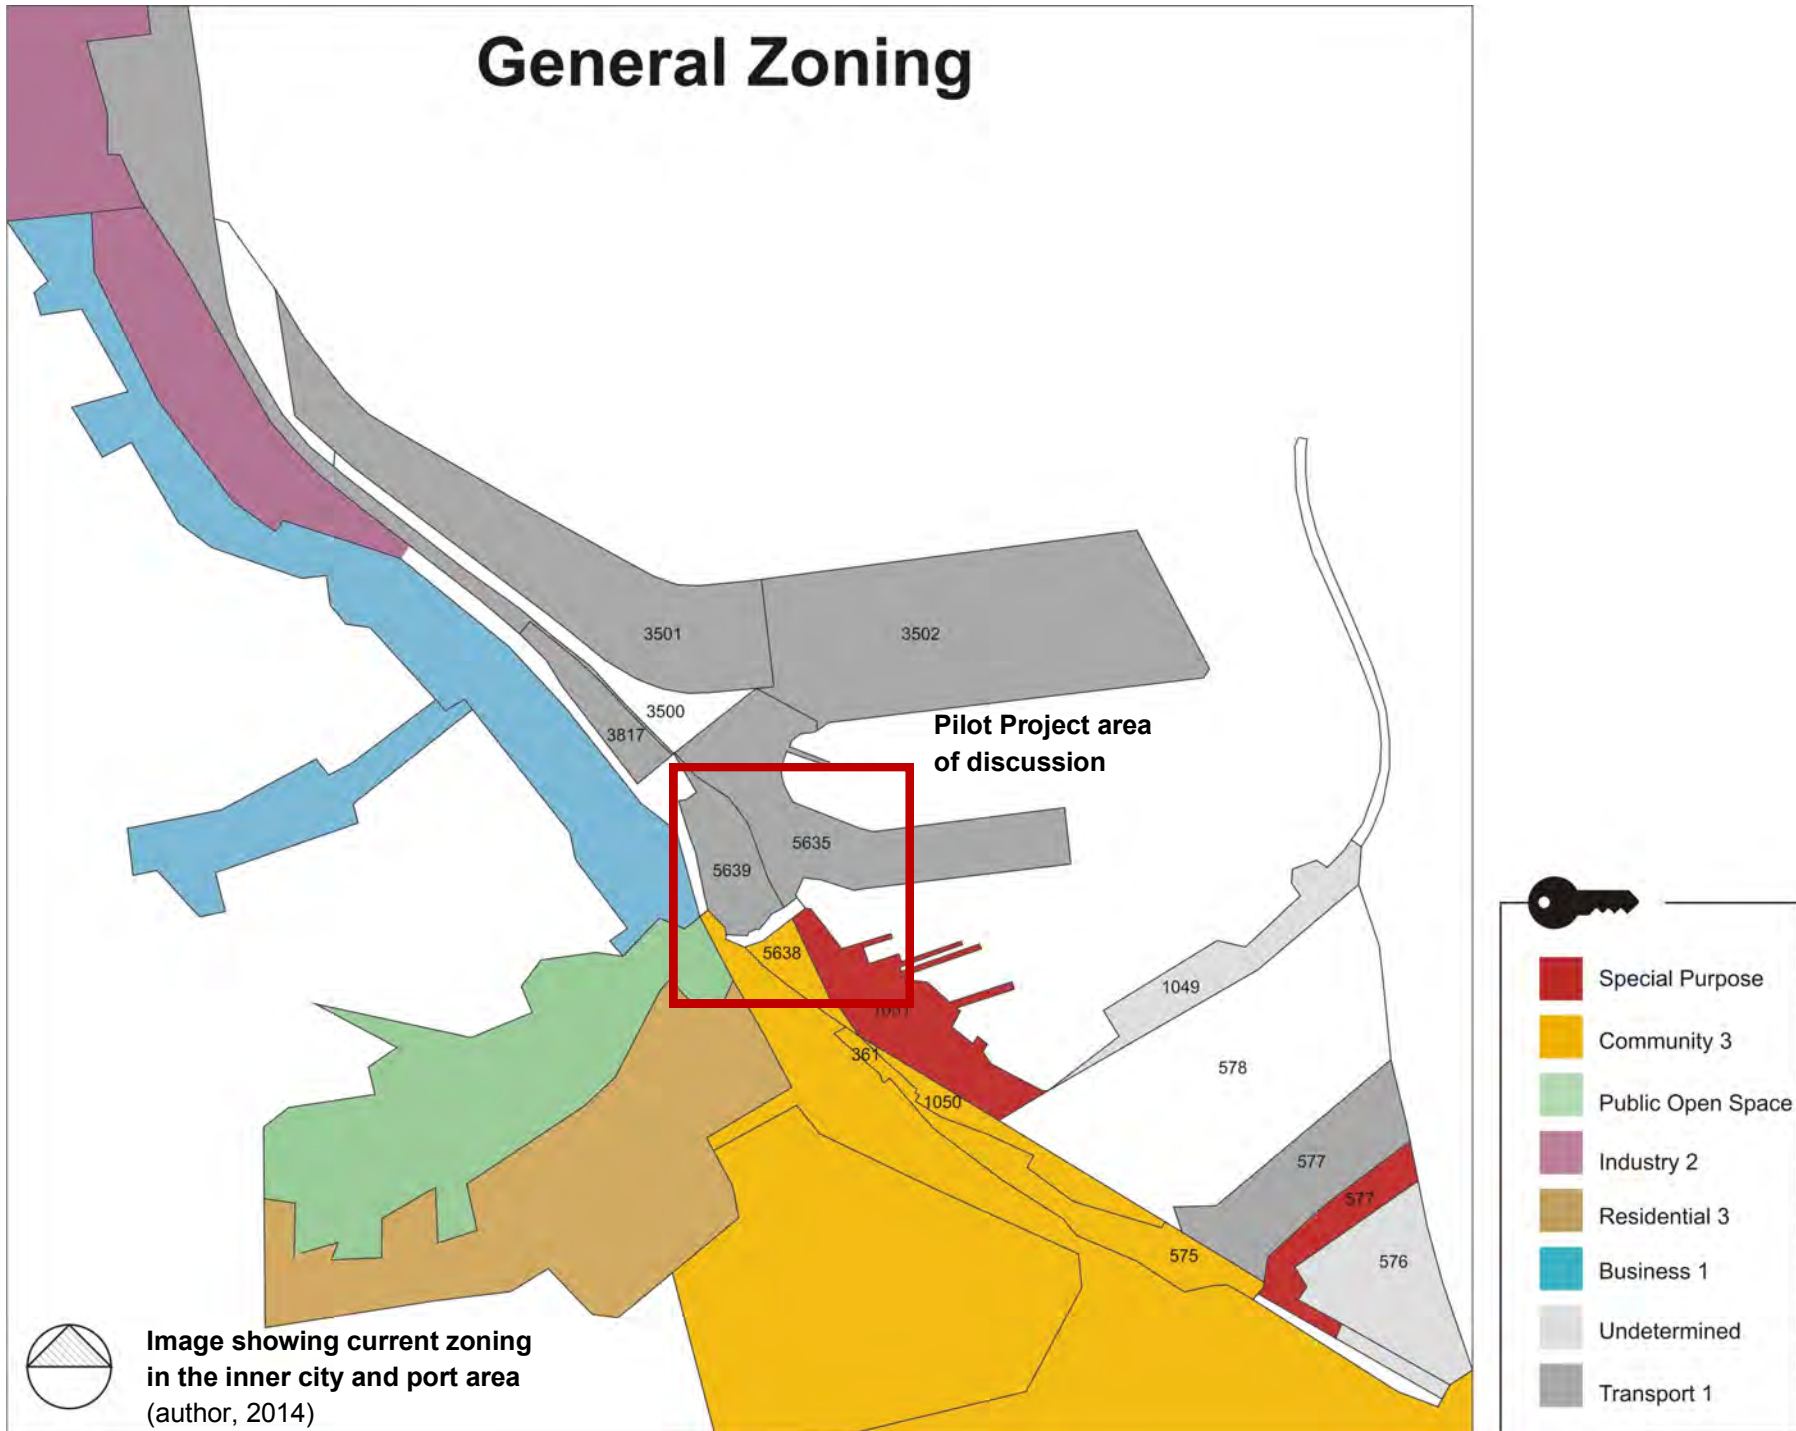 General Zoning
3501
3502
3500
3817
Pilot Project area
of discussion
5635
5639
5638
1049
361
1050
578
577
577
575
576
Image showing current zoning
in the inner city and port area
(author, 2014)
Special Purpose
Community 3
Public Open Space
Industry 2
Residential 3
Business 1
Undetermined
Transport 1